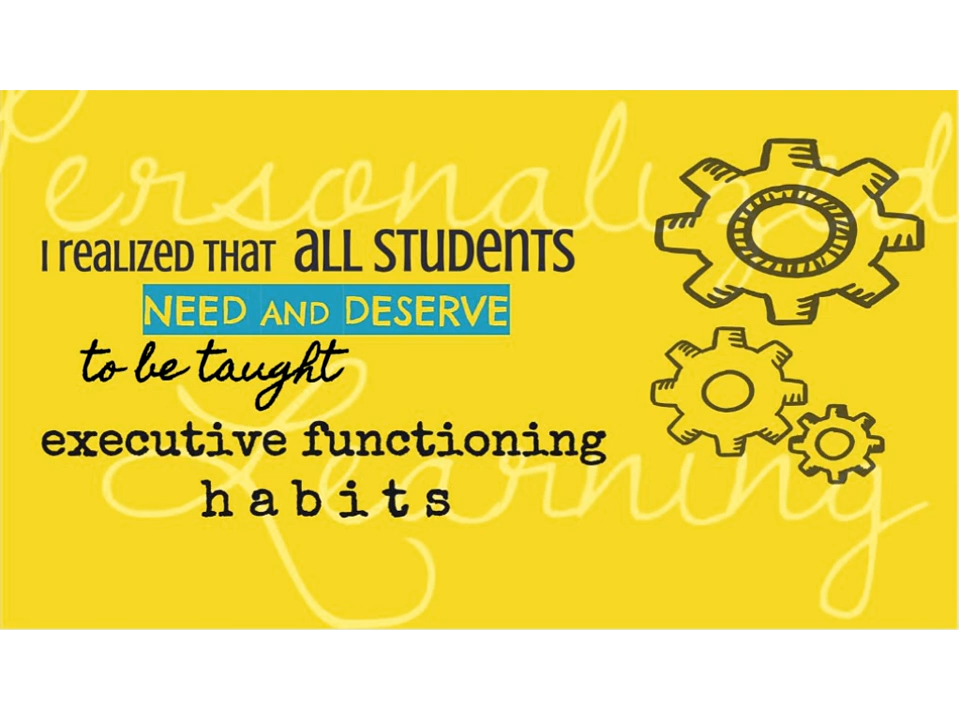 Personalized
I realized that all students
NEED AND DESERVE
to be taught
executive functioning
habits
Learning